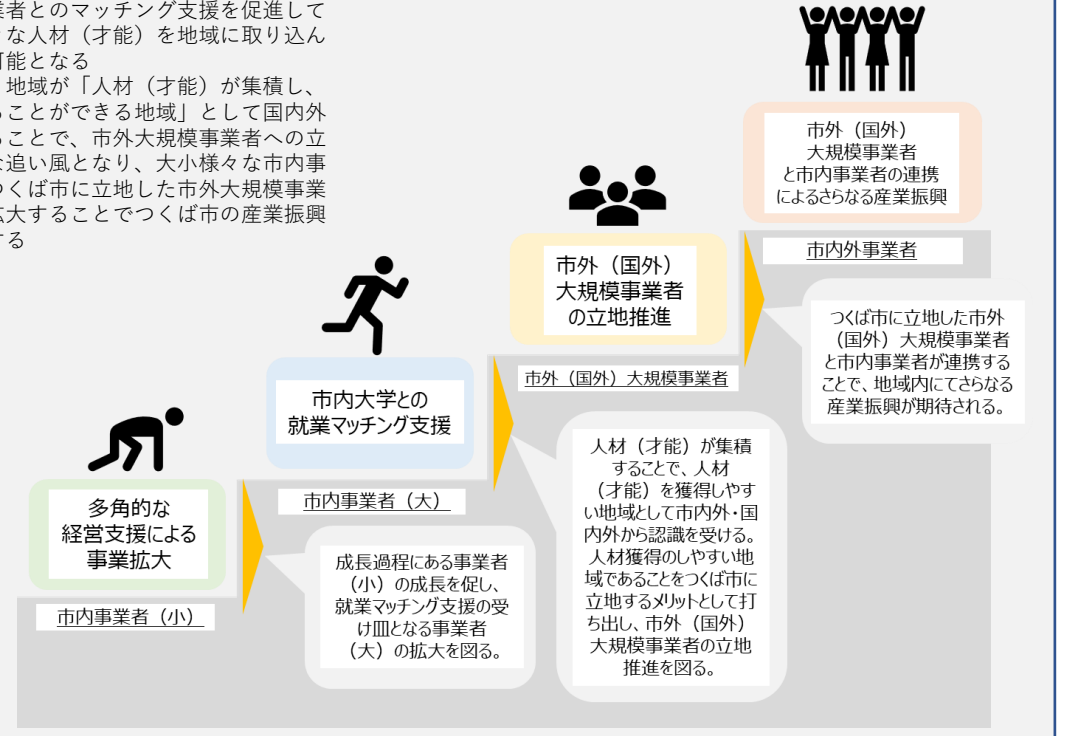 業者とのマッチング支援を促進して
な人材（才能）を地域に取り込ん
可能となる
地域が「人材（才能）が集積し、
ることができる地域」として国内外
ることで、市外大規模事業者への立
な追い風となり、大小様々な市内事
つくば市に立地した市外大規模事業
拡大することでつくば市の産業振興
する
市外（国外）
大規模事業者
と市内事業者の連携
によるさらなる産業振興
市内外事業者
つくば市に立地した市外
（国外）大規模事業者
と市内事業者が連携する
ことで、地域内にてさらなる
産業振興が期待される。
市外（国外）
大規模事業者
の立地推進
市外（国外）大規模事業者
人材（才能）が集積
することで、人材
（才能）を獲得しやす
い地域として市内外・国
内外から認識を受ける。
人材獲得のしやすい地
域であることをつくば市に
立地するメリットとして打
ち出し、市外（国外）
大規模事業者の立地
推進を図る。
市内大学との
就業マッチング支援
市内事業者（大）
成長過程にある事業者
（小）の成長を促し、
就業マッチング支援の受
け皿となる事業者
（大）の拡大を図る。
多角的な
経営支援による
事業拡大
市内事業者（小）